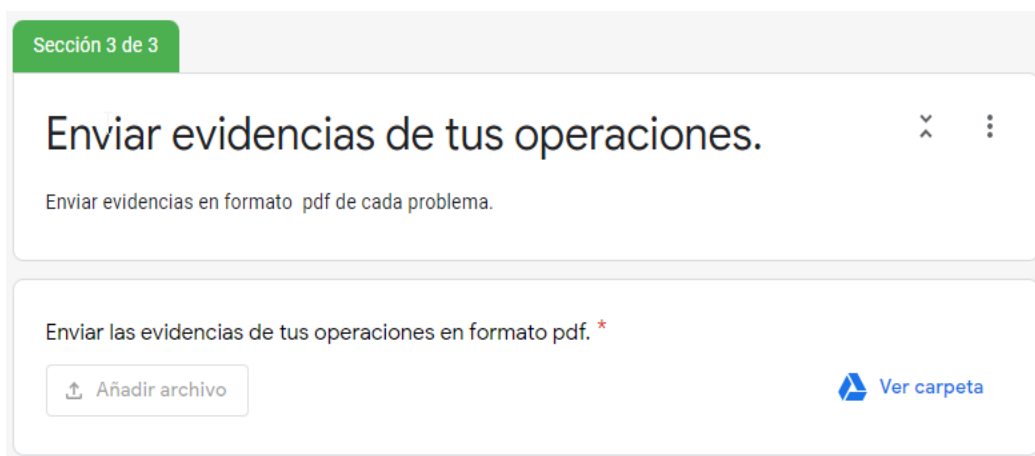 Sección 3 de 3
Enviar evidencias de tus operaciones.
Enviar evidencias en formato  pdf de cada problema.
Enviar las evidencias de tus operaciones en formato pdf. *
Añadir archivo
Ver carpeta